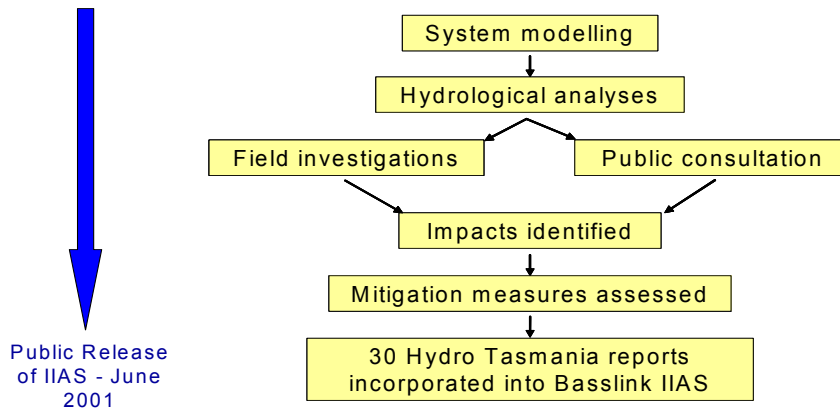 System modelling
Hydrological analyses
Field investigations
Public consultation
Impacts identified
Mitigation measures assessed
30 Hydro Tasmania reports
incorporated into Basslink IIAS
Public Release
of IIAS - June
2001